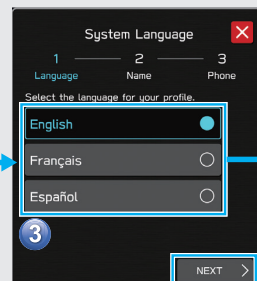 System Language
1 2 3
Language Name Phone
Select the language for your profile.
English
Français
Español
3
NEXT